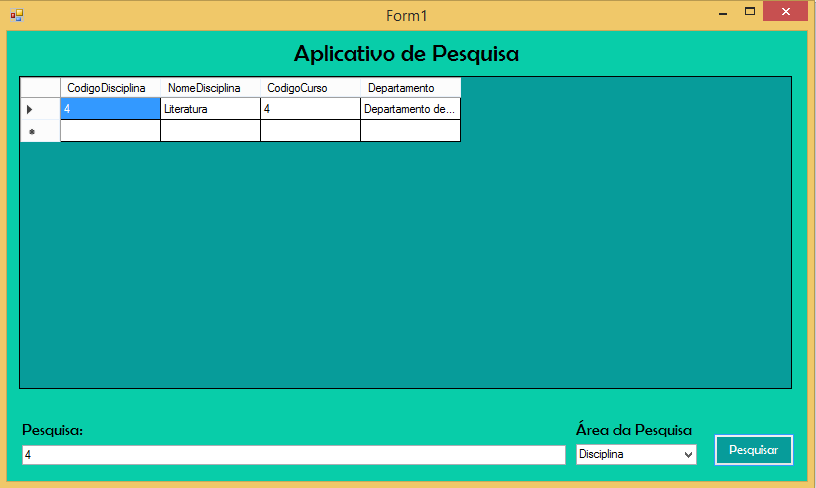 Form1
Aplicativo de Pesquisa
CodigoDisciplina NomeDisciplina CodigoCurso Departamento
4 Literatura 4 Departamento de...
Pesquisa:
Área da Pesquisa
4
Disciplina
Pesquisar